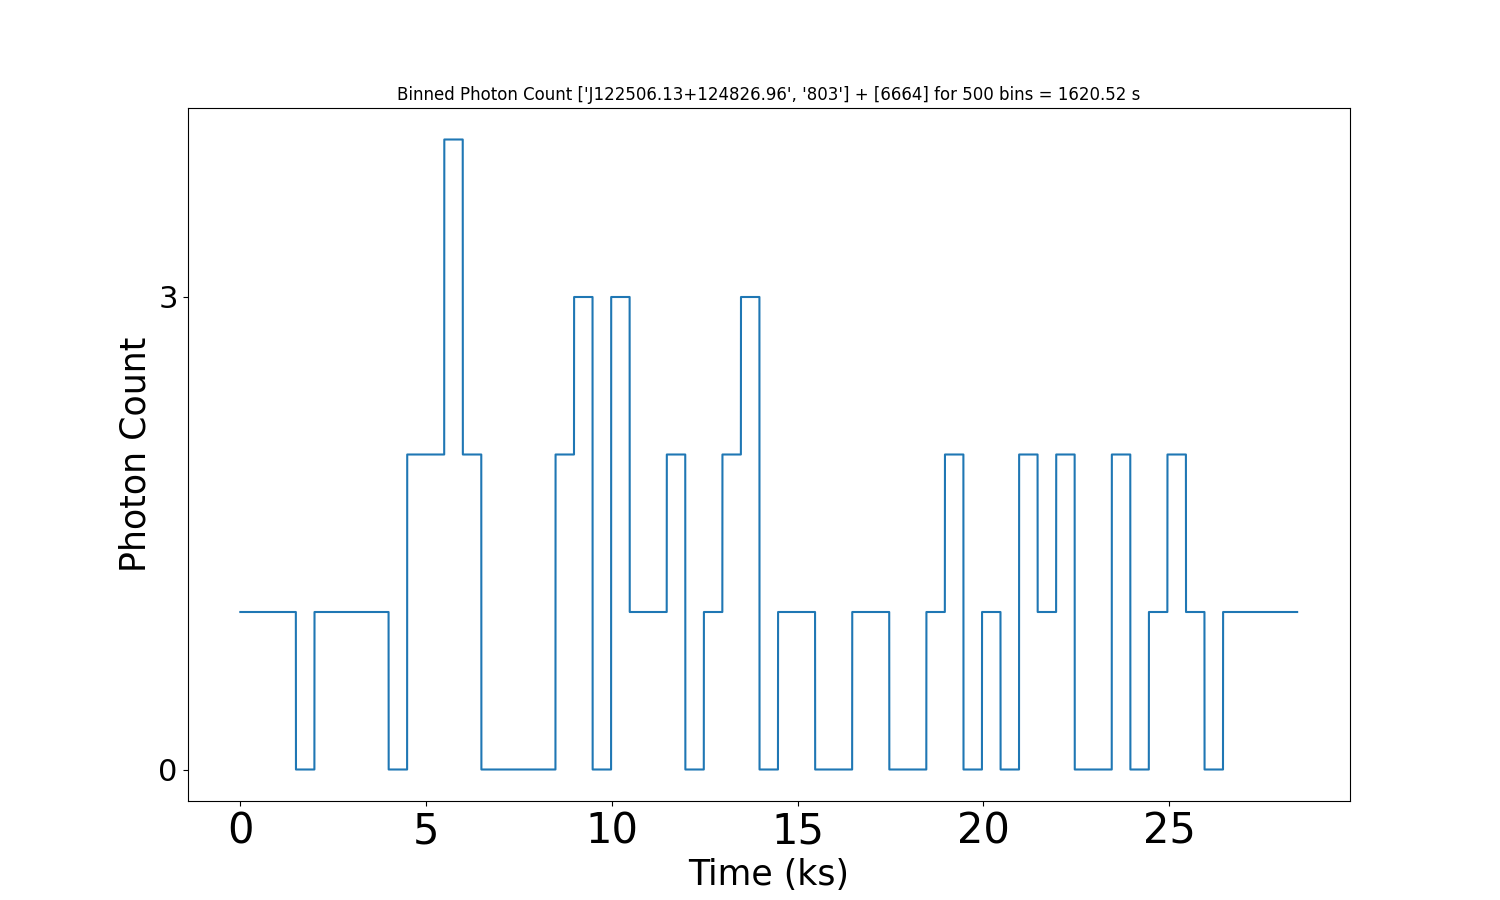 Binned Photon Count ['J122506.13+124826.96', '803'] + [6664] for 500 bins = 1620.52 s
3
0
Photon Count
0 5 10 15 20 25
Time (ks)